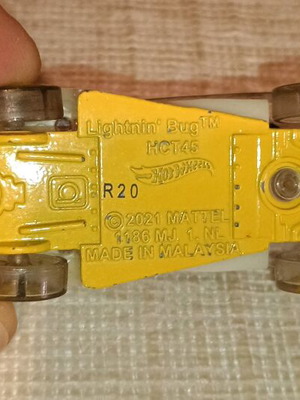 Lightnin' Bug™
HCT45
Hot Wheels
R20
© 2021 MATTEL
1186 MJ. 1. NL
MADE IN MALAYSIA